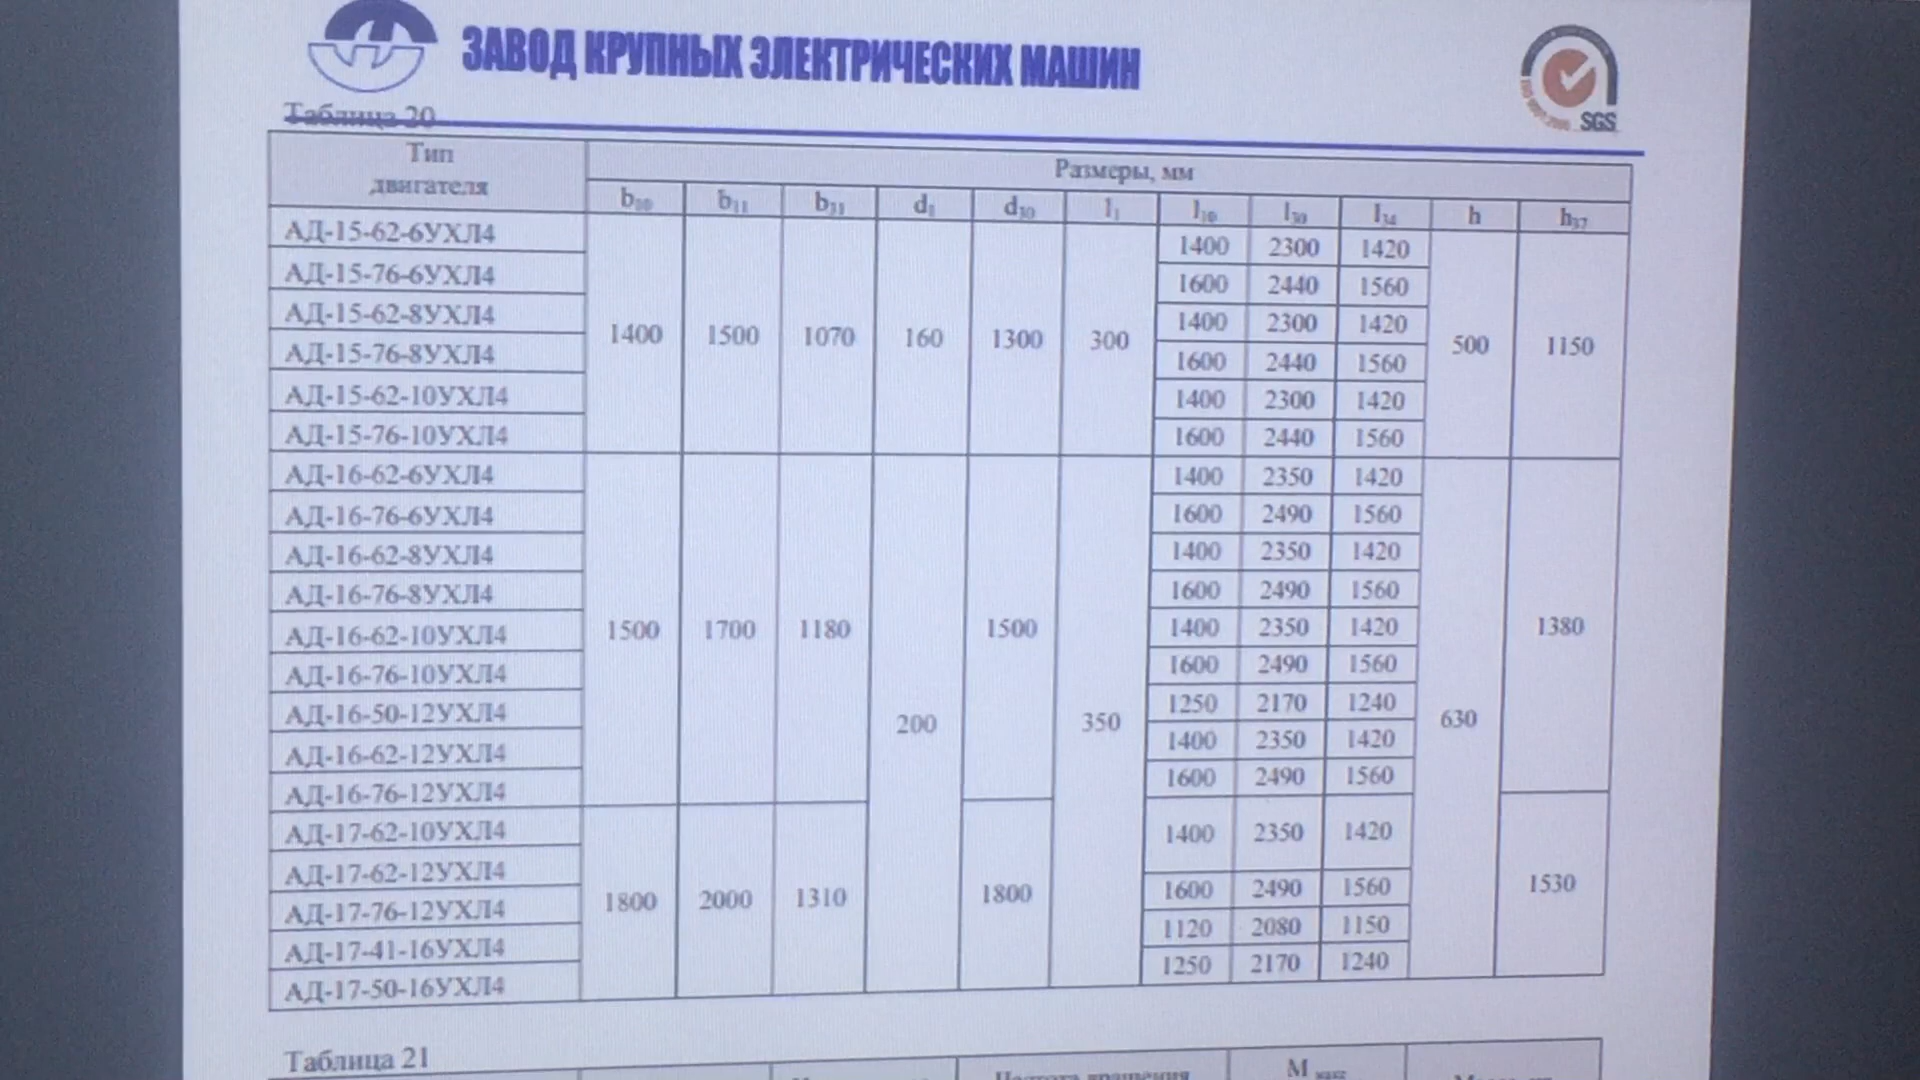 ЗАВОД КРУПНЫХ ЭЛЕКТРИЧЕСКИХ МАШИН
SGS
Таблица 20
Тип двигателя
Размеры, мм
b10 b11 b31 d1 d30 l1 l10 l30 l34 h h37
АД-15-62-6УХЛ4 1400 1500 1070 160 1300 300 1400 2300 1420 500 1150
АД-15-76-6УХЛ4 1600 2440 1560
АД-15-62-8УХЛ4 1400 2300 1420
АД-15-76-8УХЛ4 1600 2440 1560
АД-15-62-10УХЛ4 1400 2300 1420
АД-15-76-10УХЛ4 1600 2440 1560
АД-16-62-6УХЛ4 1500 1700 1180 200 1500 350 1400 2350 1420 630 1380
АД-16-76-6УХЛ4 1600 2490 1560
АД-16-62-8УХЛ4 1400 2350 1420
АД-16-76-8УХЛ4 1600 2490 1560
АД-16-62-10УХЛ4 1400 2350 1420
АД-16-76-10УХЛ4 1600 2490 1560
АД-16-50-12УХЛ4 1250 2170 1240
АД-16-62-12УХЛ4 1400 2350 1420
АД-16-76-12УХЛ4 1600 2490 1560
АД-17-62-10УХЛ4 1800 2000 1310 1800 1400 2350 1420 1530
АД-17-62-12УХЛ4
АД-17-76-12УХЛ4 1600 2490 1560
АД-17-41-16УХЛ4 1120 2080 1150
АД-17-50-16УХЛ4 1250 2170 1240
Таблица 21
Частота вращения
М макс